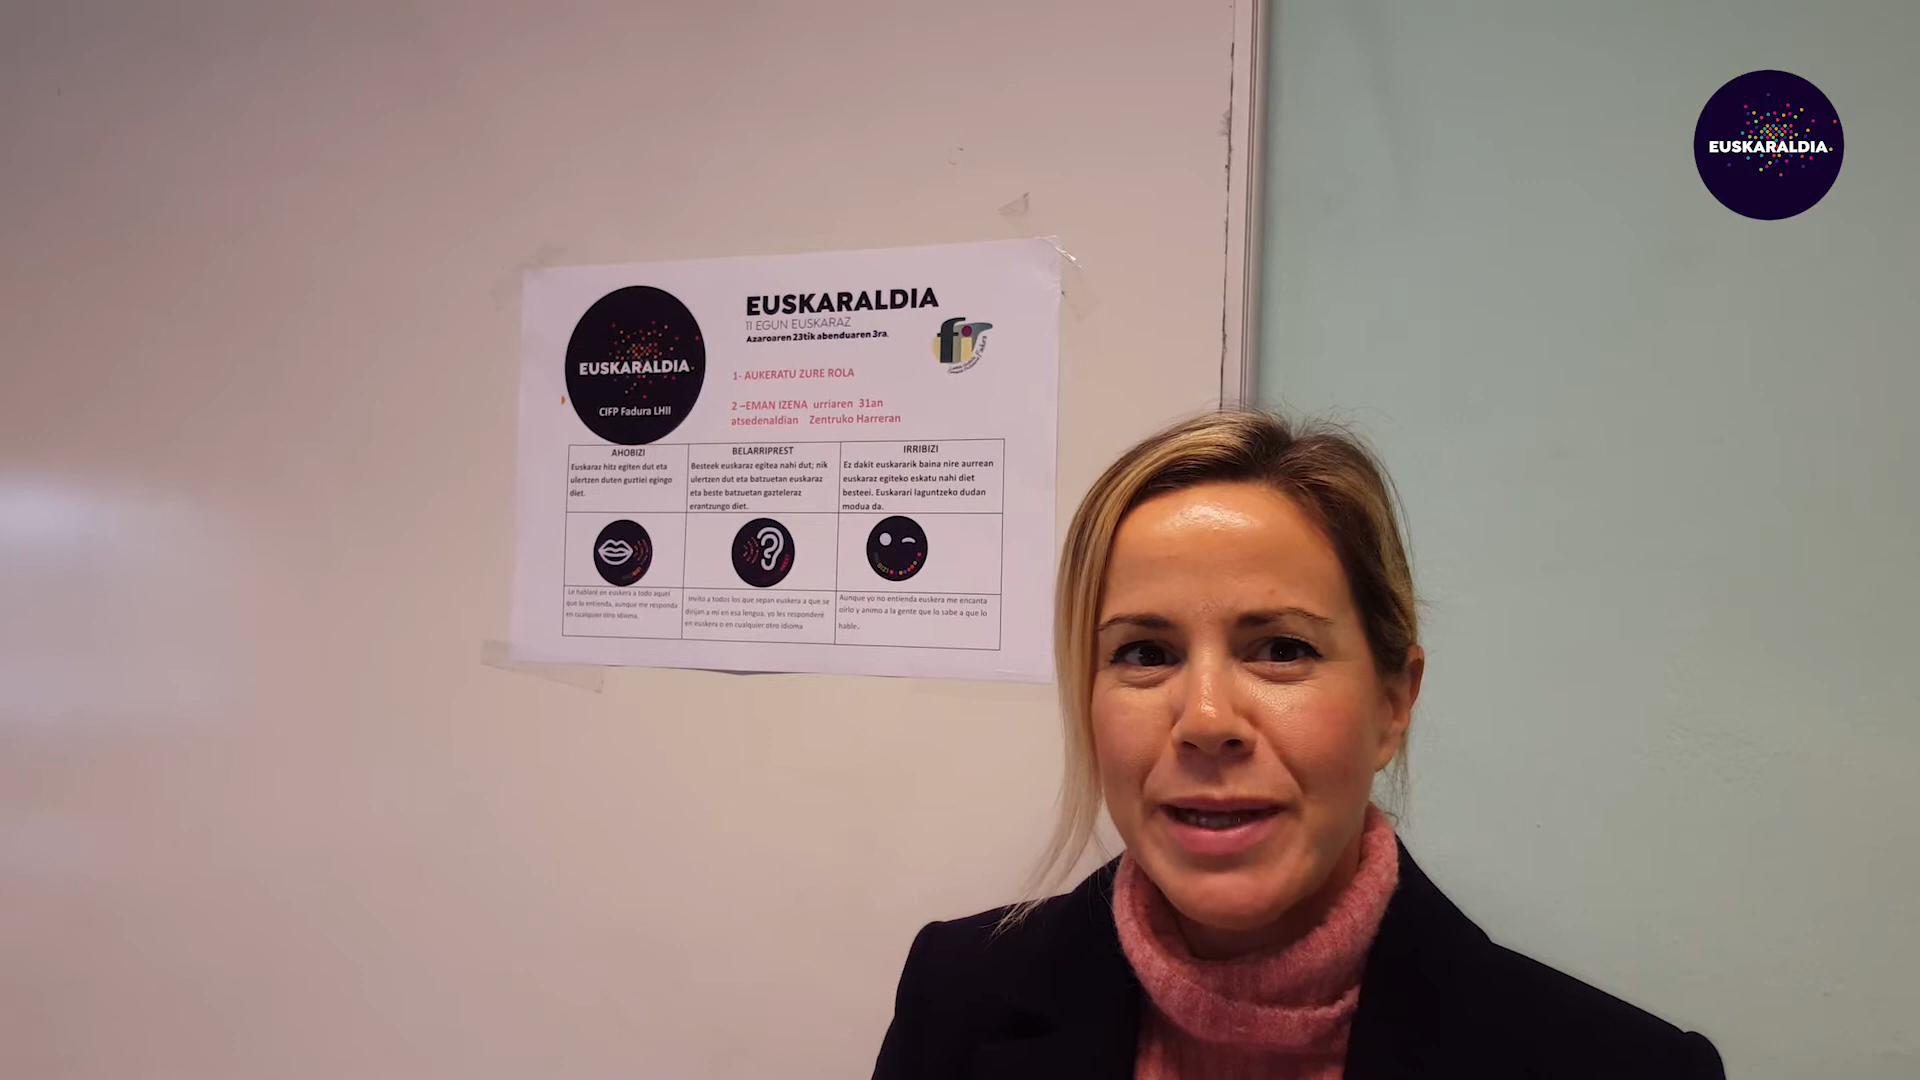 EUSKARALDIA
EUSKARALDIA
11 EGUN EUSKARAZ
Azaroaren 23tik abenduaren 3ra.
fi
EUSKARALDIA
CIFP Fadura LHII
1- AUKERATU ZURE ROLA
2 –EMAN IZENA urriaren 31an
atsedenaldian Zentruko Harreran
AHOBIZI
Euskaraz hitz egiten dut eta
ulertzen duten guztiei egingo
diet.
BELARRIPREST
Besteek euskaraz egitea nahi dut; nik
ulertzen dut eta batzuetan euskaraz
eta beste batzuetan gazteleraz
erantzungo diet.
IRRIBIZI
Ez dakit euskararik baina nire aurrean
euskaraz egiteko eskatu nahi diet
besteei. Euskarari laguntzeko dudan
modua da.
Le hablaré en euskera a todo aquel
que lo entienda, aunque me responda
en cualquier otro idioma.
Invito a todos los que sepan euskera a que se
dirijan a mí en esa lengua, yo les responderé
en euskera o en cualquier otro idioma
Aunque yo no entienda euskera me encanta
oirlo y animo a la gente que lo sabe a que lo
hable.